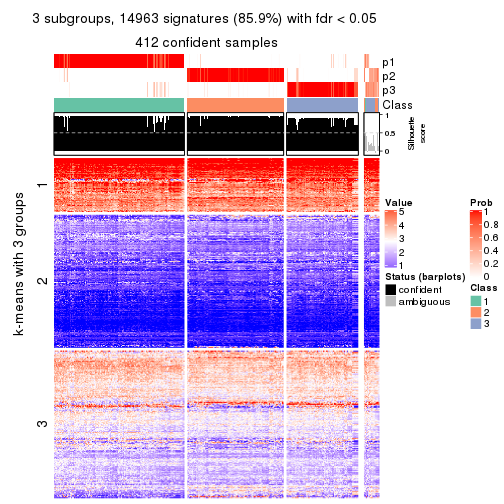 3 subgroups, 14963 signatures (85.9%) with fdr < 0.05
412 confident samples
p1
p2
p3
Class
1
0.5
0
Silhouette
score
k-means with 3 groups
1
2
3
Value
5
4
3
2
1
Status (barplots)
confident
ambiguous
Prob
1
0.8
0.6
0.4
0.2
0
Class
1
2
3